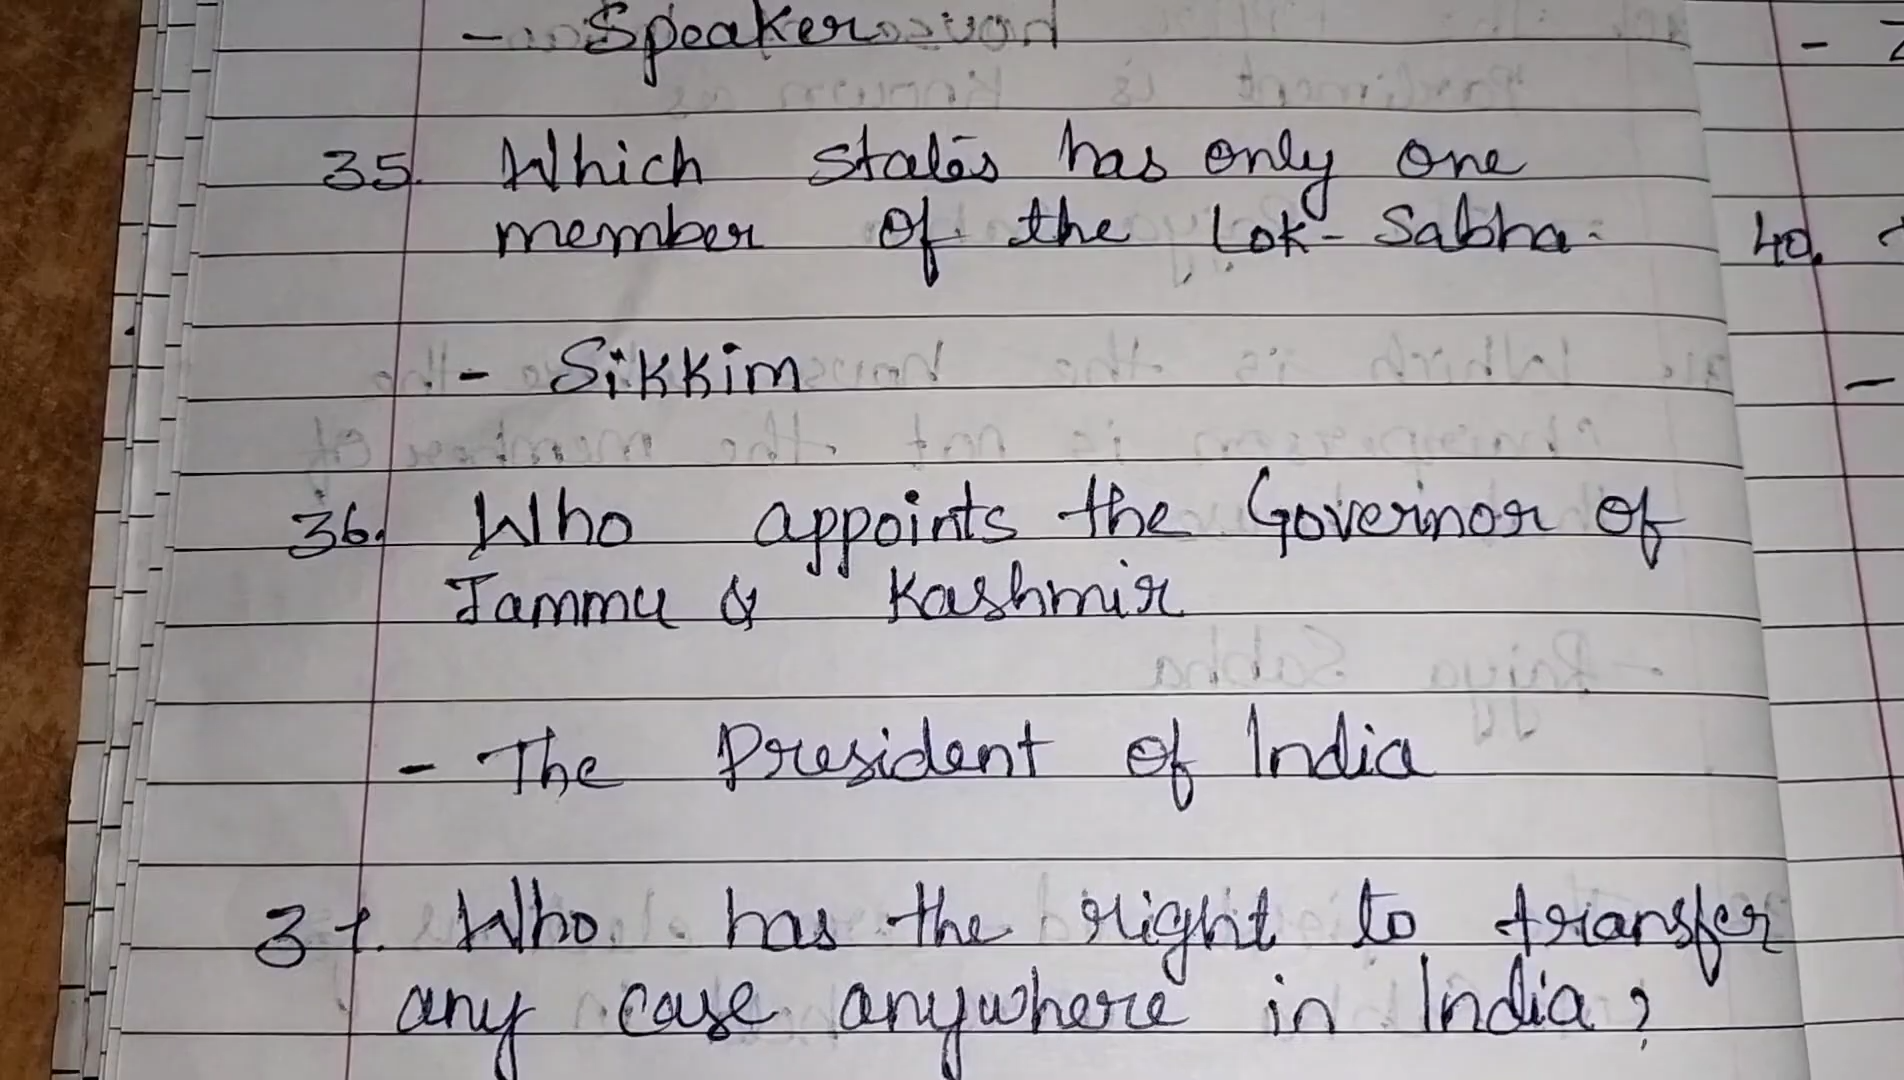 - Speaker
35. Which states has only one
member of the Lok-Sabha.
- Sikkim
36. Who appoints the Governor of
Jammu & Kashmir
- The President of India
37. Who has the right to transfer
any case anywhere in India?
40.